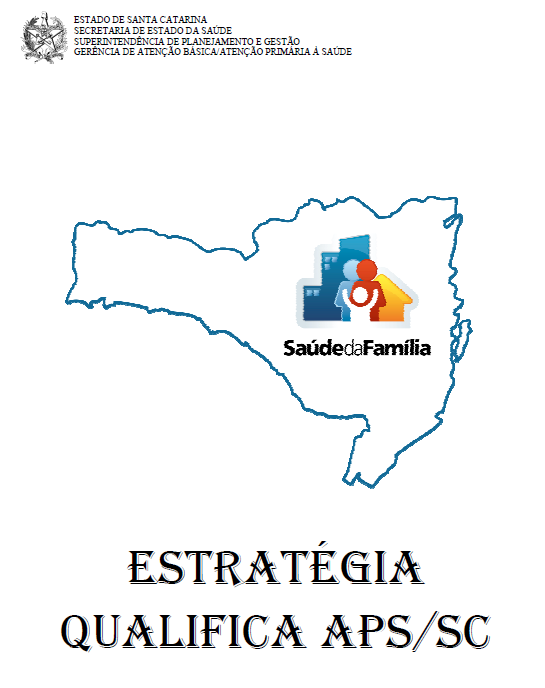 ESTADO DE SANTA CATARINA
SECRETARIA DE ESTADO DA SAÚDE
SUPERINTENDÊNCIA DE PLANEJAMENTO E GESTÃO
GERÊNCIA DE ATENÇÃO BÁSICA/ATENÇÃO PRIMÁRIA À SAÚDE
SaúdedaFamília
ESTRATÉGIA
QUALIFICA APS/SC